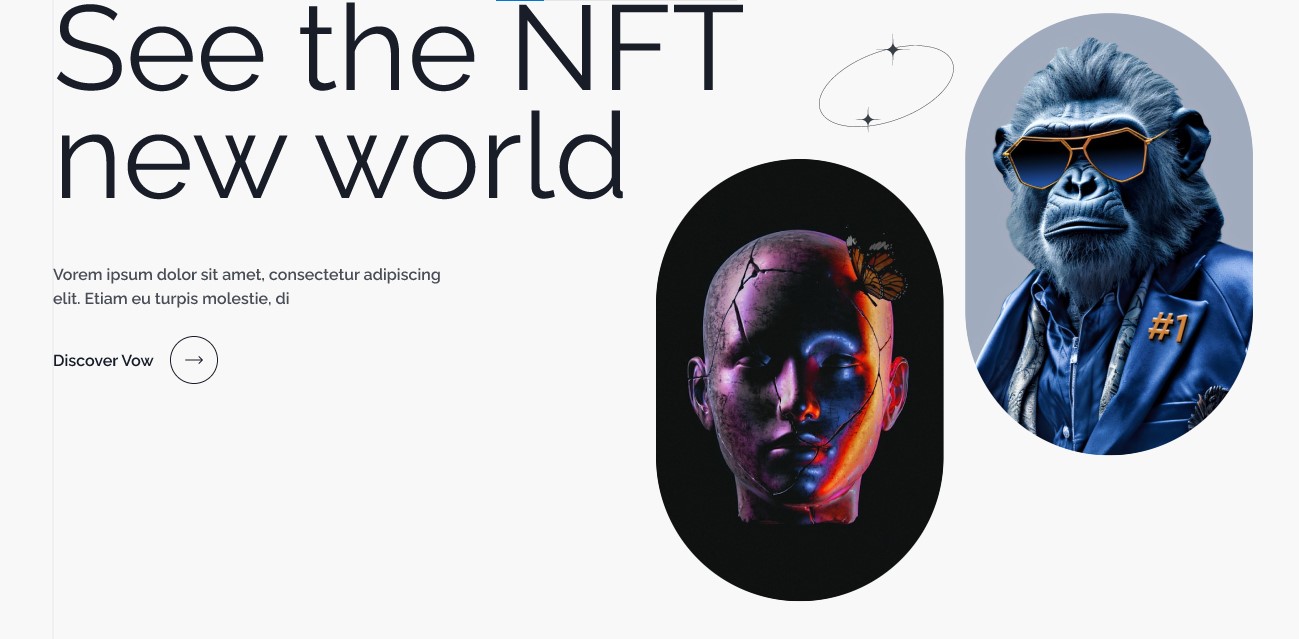 See the NFT
new world
Vorem ipsum dolor sit amet, consectetur adipiscing
elit. Etiam eu turpis molestie, di
Discover Vow
#1